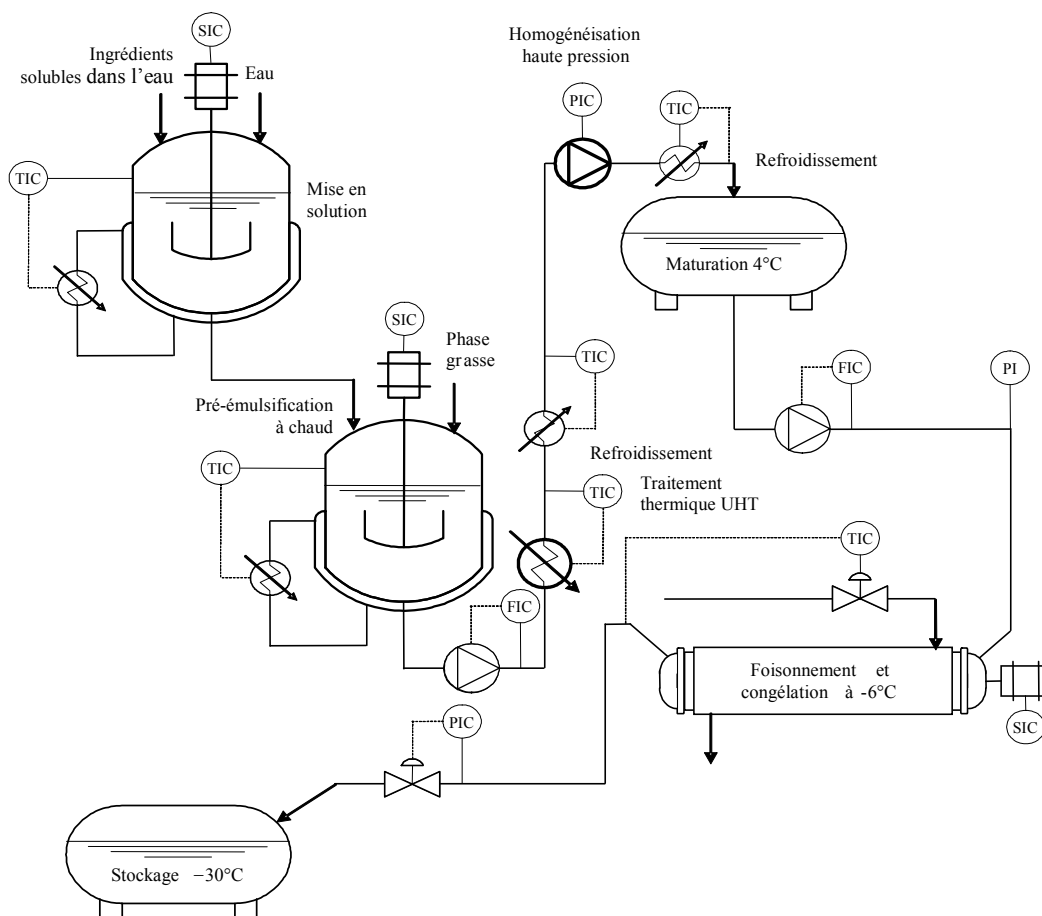 SIC
Ingrédients
solubles dans l'eau
Eau
TIC
Mise en
solution
Homogénéisation
haute pression
PIC
TIC
Refroidissement
Maturation 4°C
SIC
Phase
grasse
Pré-émulsification
à chaud
TIC
TIC
FIC
PI
Refroidissement
Traitement
thermique UHT
TIC
TIC
FIC
Foisonnement et
congélation à -6°C
SIC
PIC
Stockage −30°C